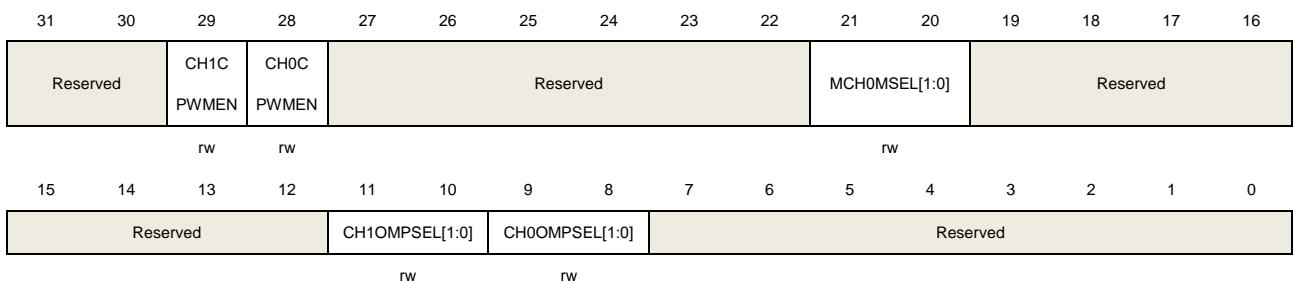 31 30 29 28 27 26 25 24 23 22 21 20 19 18 17 16
Reserved CH1C PWMEN CH0C PWMEN Reserved MCH0MSEL[1:0] Reserved
rw rw rw
15 14 13 12 11 10 9 8 7 6 5 4 3 2 1 0
Reserved CH1OMPSEL[1:0] CH0OMPSEL[1:0] Reserved
rw rw